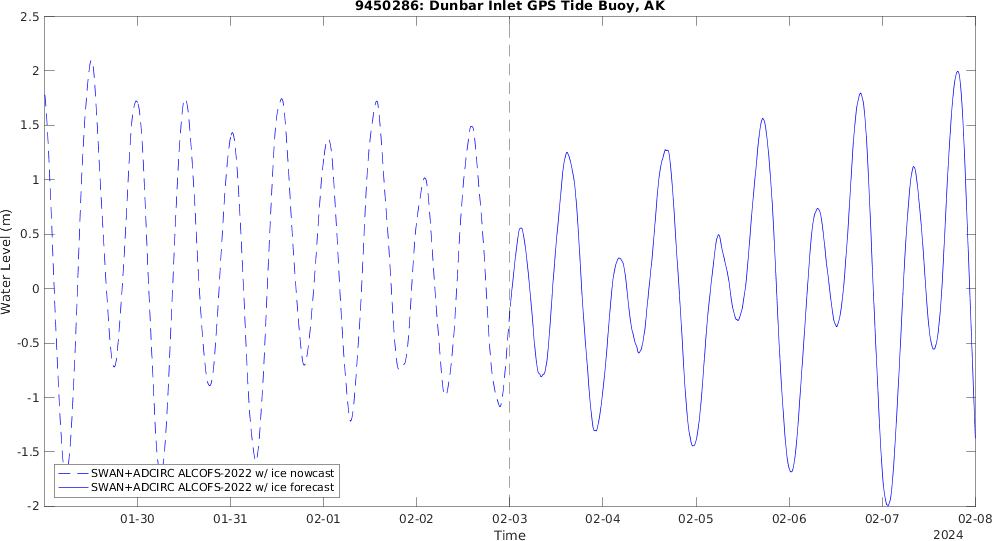 9450286: Dunbar Inlet GPS Tide Buoy, AK
2.5
2
1.5
1
0.5
0
-0.5
-1
-1.5
-2
Water Level (m)
SWAN+ADCIRC ALCOFS-2022 w/ ice nowcast
SWAN+ADCIRC ALCOFS-2022 w/ ice forecast
01-30 01-31 02-01 02-02 02-03 02-04 02-05 02-06 02-07 02-08
Time
2024